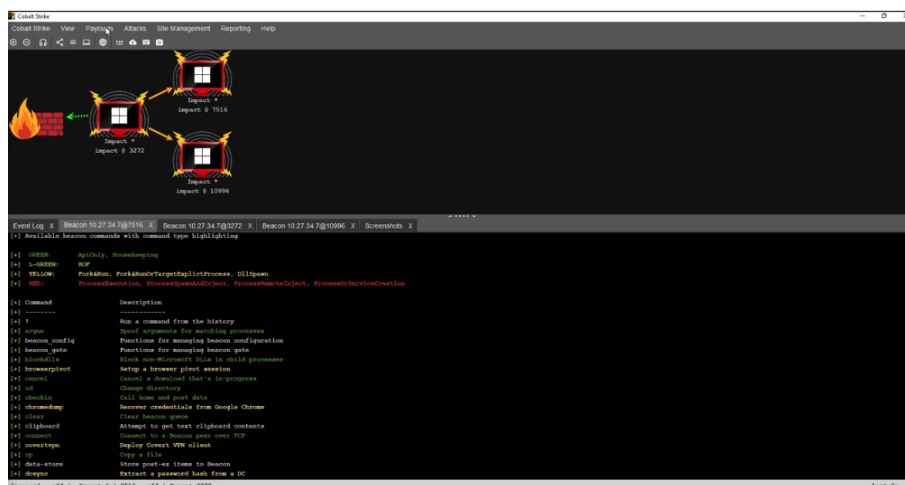 Cobalt Strike
Cobalt Strike View Payloads Attacks Site Management Reporting Help
Impact *
impact @ 7516
Impact *
impact @ 3272
Impact *
impact @ 10996
Event Log X Beacon 10.27.34.7@7516 X Beacon 10.27.34.7@3272 X Beacon 10.27.34.7@10996 X Screenshots X
[+] Available beacon commands with command type highlighting
[+] GREEN: ApiOnly, Housekeeping
[+] L-GREEN: BOF
[+] YELLOW: Fork&Run, Fork&RunOrTargetExplictProcess, DllSpawn
[+] RED: ProcessExecution, ProcessSpawnAndInject, ProcessRemoteInject, ProcessOrServiceCreation
[+] Command Description
[+] -------- ------------
[+] ! Run a command from the history
[+] argue Spoof arguments for matching processes
[+] beacon_config Functions for managing beacon configuration
[+] beacon_gate Functions for managing beacon gate
[+] blockdlls Block non-Microsoft DLLs in child processes
[+] browserpivot Setup a browser pivot session
[+] cancel Cancel a download that's in-progress
[+] cd Change directory
[+] checkin Call home and post data
[+] chromedump Recover credentials from Google Chrome
[+] clear Clear beacon queue
[+] clipboard Attempt to get text clipboard contents
[+] connect Connect to a Beacon peer over TCP
[+] covertvpn Deploy Covert VPN client
[+] cp Copy a file
[+] data-store Store post-ex items to Beacon
[+] dcsync Extract a password hash from a DC